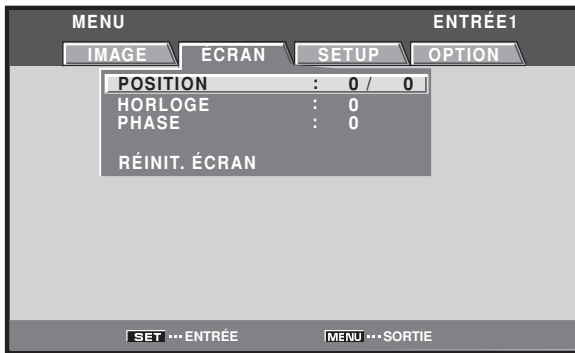 MENU ENTRÉE1
IMAGE ÉCRAN SETUP OPTION
POSITION : 0 / 0
HORLOGE : 0
PHASE : 0
RÉINIT. ÉCRAN
SET ··· ENTRÉE MENU ··· SORTIE